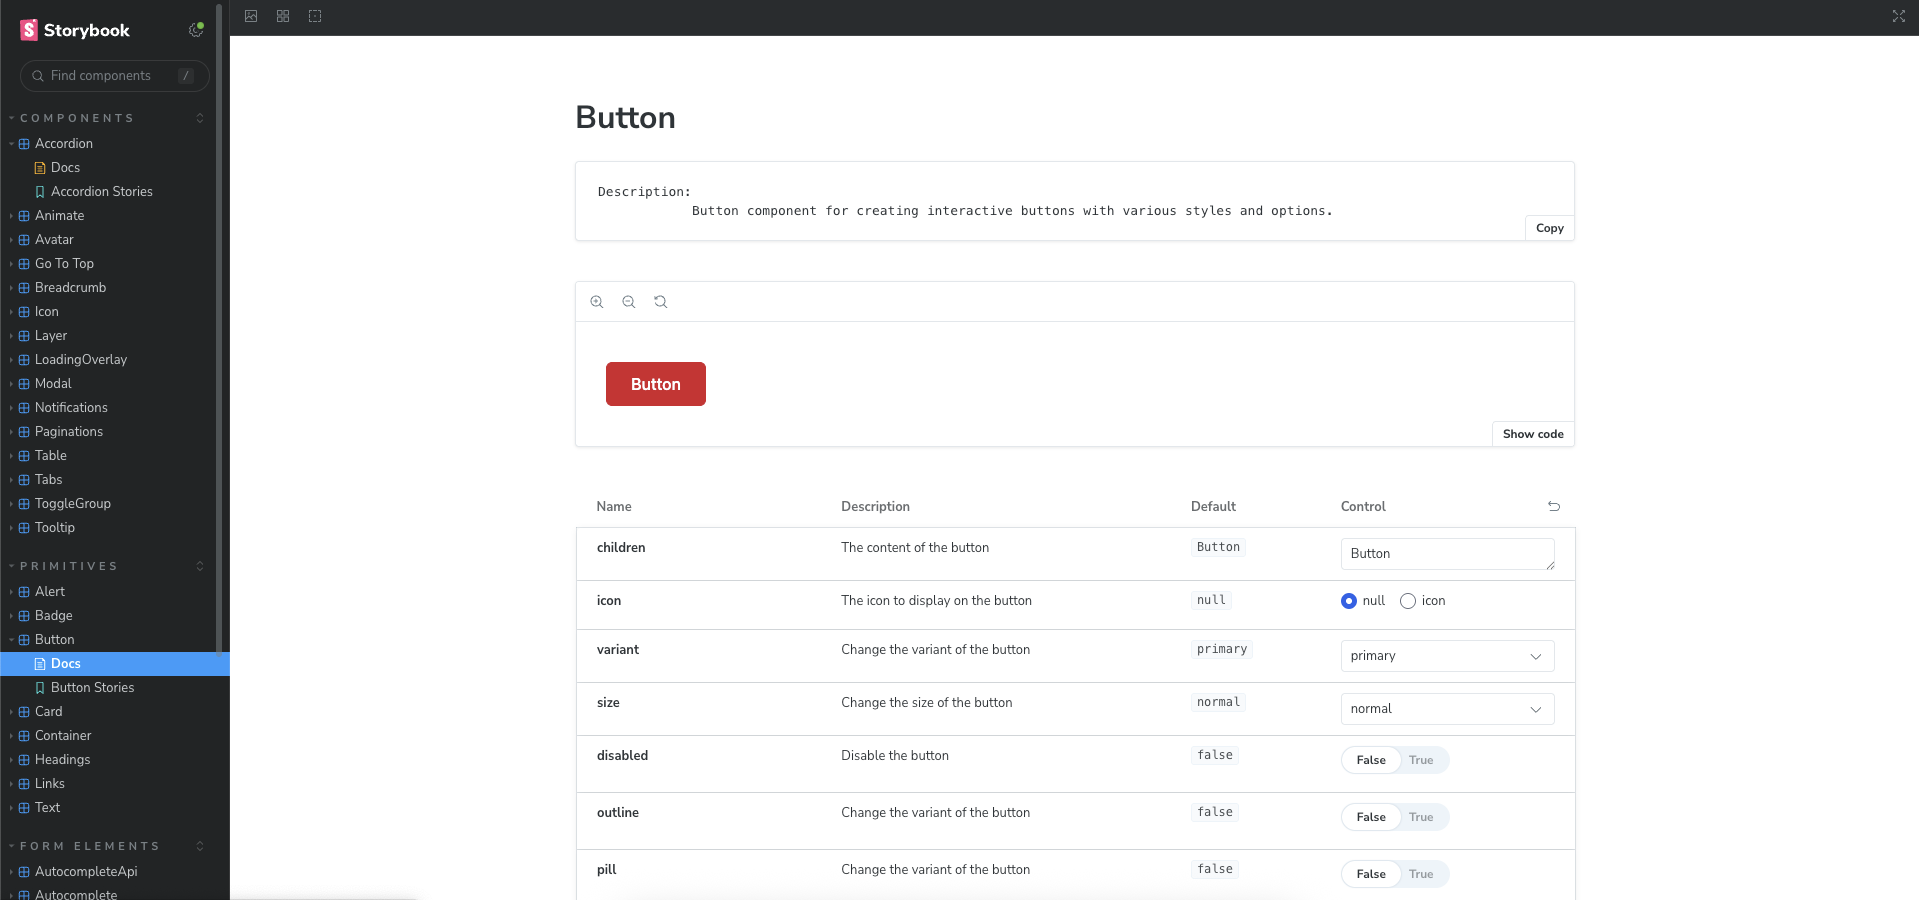 Storybook
Find components /
COMPONENTS
Accordion
Docs
Accordion Stories
Animate
Avatar
Go To Top
Breadcrumb
Icon
Layer
LoadingOverlay
Modal
Notifications
Paginations
Table
Tabs
ToggleGroup
Tooltip
PRIMITIVES
Alert
Badge
Button
Docs
Button Stories
Card
Container
Headings
Links
Text
FORM ELEMENTS
AutocompleteApi
Autocomplete
Button
Description:
Button component for creating interactive buttons with various styles and options.
Copy
Button
Show code
Name Description Default Control
children The content of the button Button Button
icon The icon to display on the button null null icon
variant Change the variant of the button primary primary
size Change the size of the button normal normal
disabled Disable the button false False True
outline Change the variant of the button false False True
pill Change the variant of the button false False True